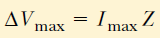 ΔV_max = I_max Z